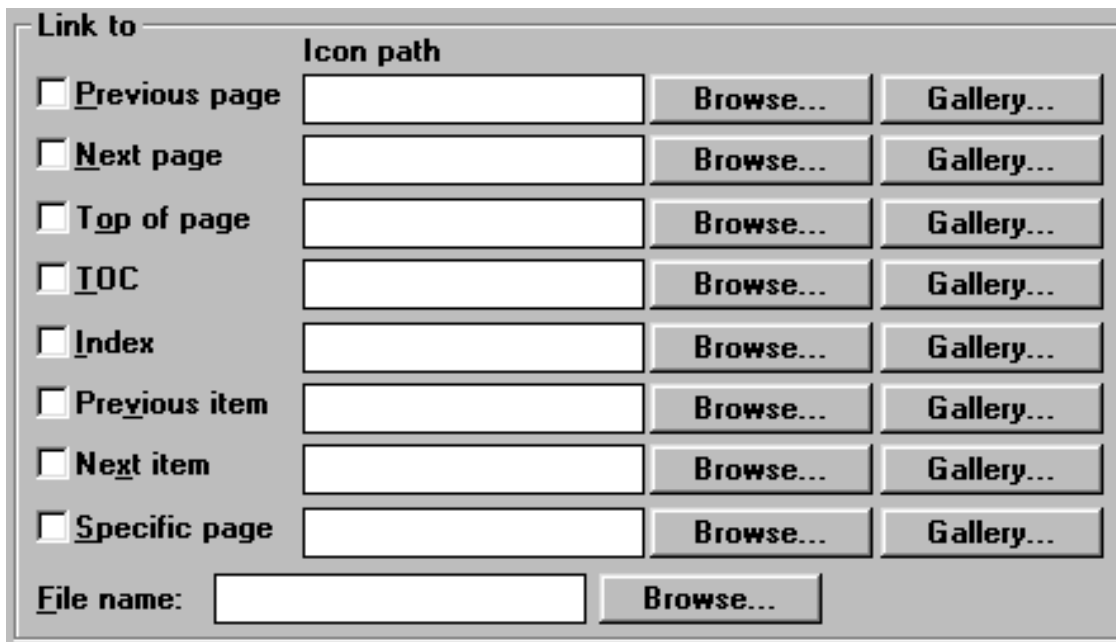 Link to
Icon path
Previous page Browse... Gallery...
Next page Browse... Gallery...
Top of page Browse... Gallery...
TOC Browse... Gallery...
Index Browse... Gallery...
Previous item Browse... Gallery...
Next item Browse... Gallery...
Specific page Browse... Gallery...
File name: Browse...